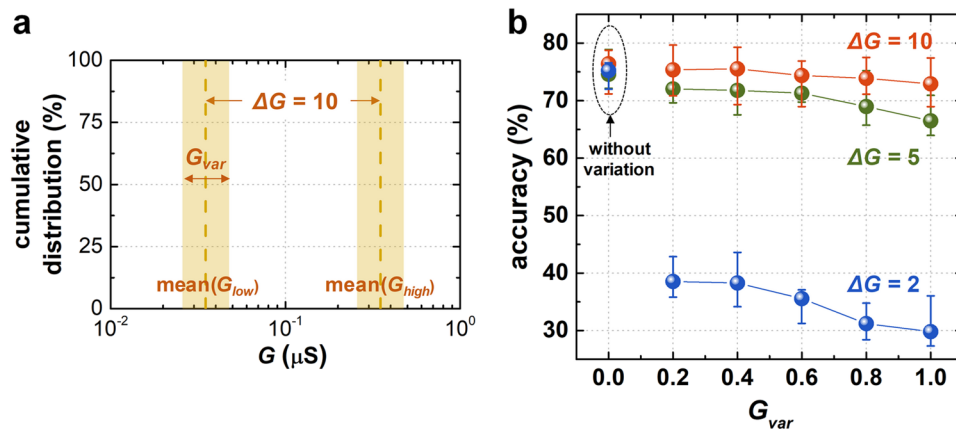 a
cumulative
distribution (%)
100
75
50
25
0
ΔG = 10
G_var
mean(G_low)
mean(G_high)
10⁻²
10⁻¹
10⁰
G (μS)
b
accuracy (%)
80
70
60
50
40
30
ΔG = 10
ΔG = 5
without
variation
ΔG = 2
0.0
0.2
0.4
0.6
0.8
1.0
G_var